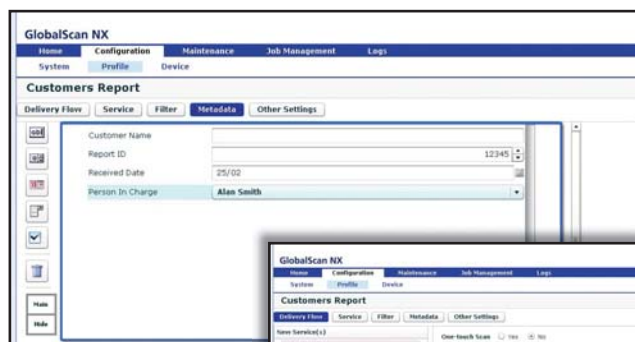 GlobalScan NX
Home Configuration Maintenance Job Management Logs
System Profile Device
Customers Report
Delivery Flow Service Filter Metadata Other Settings
Customer Name
Report ID 12345
Received Date 25/02
Person In Charge Alan Smith
Main
Hide
GlobalScan NX
Home Configuration Maintenance Job Management Logs
System Profile Device
Customers Report
Delivery Flow Service Filter Metadata Other Settings
New Service(s)
One-touch Scan Yes No